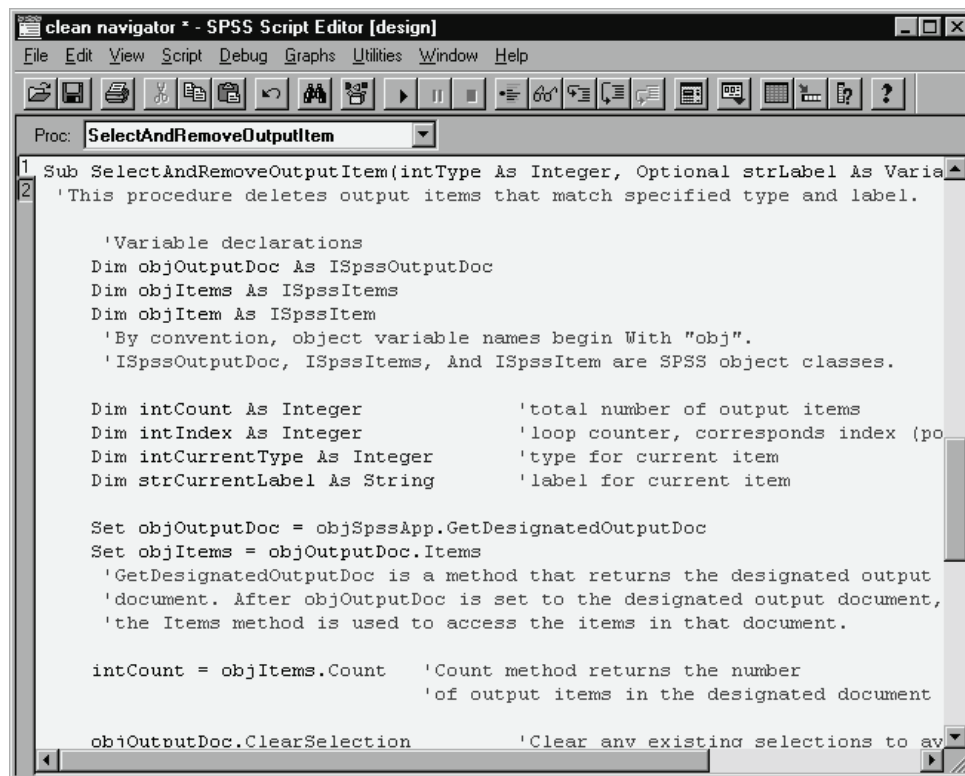 clean navigator * - SPSS Script Editor [design]
File Edit View Script Debug Graphs Utilities Window Help
Proc: SelectAndRemoveOutputItem
1 Sub SelectAndRemoveOutputItem(intType As Integer, Optional strLabel As Varia
2 'This procedure deletes output items that match specified type and label.
'Variable declarations
Dim objOutputDoc As ISpssOutputDoc
Dim objItems As ISpssItems
Dim objItem As ISpssItem
'By convention, object variable names begin With "obj".
'ISpssOutputDoc, ISpssItems, And ISpssItem are SPSS object classes.
Dim intCount As Integer 'total number of output items
Dim intIndex As Integer 'loop counter, corresponds index (po
Dim intCurrentType As Integer 'type for current item
Dim strCurrentLabel As String 'label for current item
Set objOutputDoc = objSpssApp.GetDesignatedOutputDoc
Set objItems = objOutputDoc.Items
'GetDesignatedOutputDoc is a method that returns the designated output
'document. After objOutputDoc is set to the designated output document,
'the Items method is used to access the items in that document.
intCount = objItems.Count 'Count method returns the number
'of output items in the designated document
objOutputDoc.ClearSelection 'Clear any existing selections to av